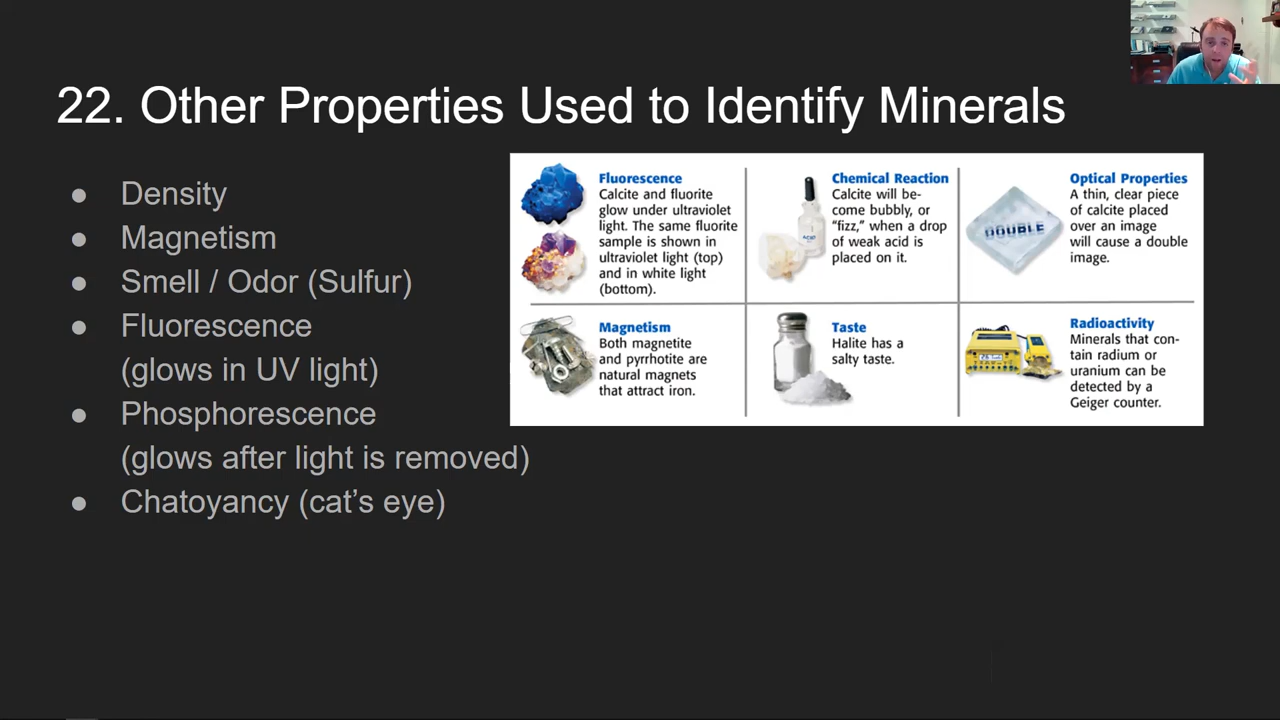 22. Other Properties Used to Identify Minerals
● Density
● Magnetism
● Smell / Odor (Sulfur)
● Fluorescence
(glows in UV light)
● Phosphorescence
(glows after light is removed)
● Chatoyancy (cat’s eye)
Fluorescence
Calcite and fluorite
glow under ultraviolet
light. The same fluorite
sample is shown in
ultraviolet light (top)
and in white light
(bottom).
Chemical Reaction
Calcite will be-
come bubbly, or
“fizz,” when a drop
of weak acid is
placed on it.
ACID
Optical Properties
A thin, clear piece
of calcite placed
over an image
will cause a double
image.
DOUBLE
Magnetism
Both magnetite
and pyrrhotite are
natural magnets
that attract iron.
Taste
Halite has a
salty taste.
Radioactivity
Minerals that con-
tain radium or
uranium can be
detected by a
Geiger counter.